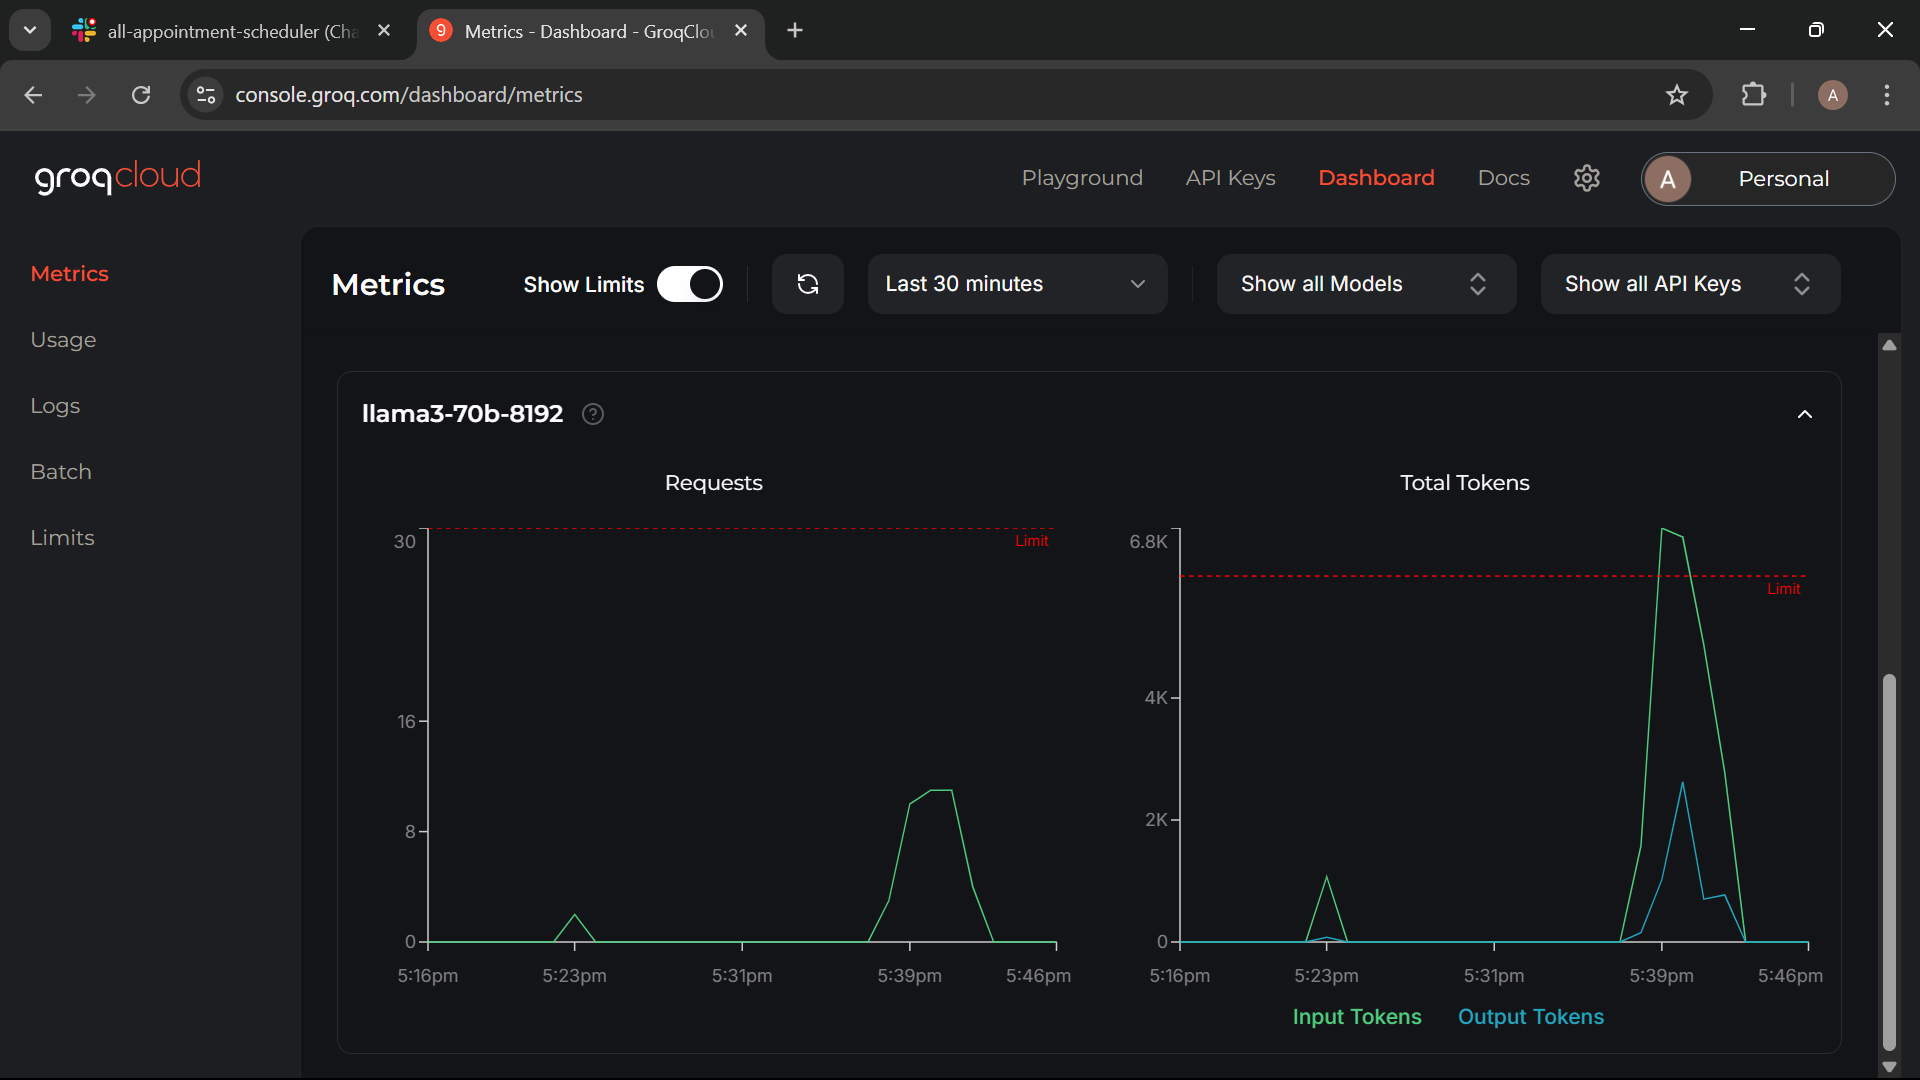 all-appointment-scheduler (Cha
Metrics - Dashboard - GroqClou
console.groq.com/dashboard/metrics
A
groqcloud
Playground
API Keys
Dashboard
Docs
A
Personal
Metrics
Usage
Logs
Batch
Limits
Metrics
Show Limits
Last 30 minutes
Show all Models
Show all API Keys
llama3-70b-8192
?
Requests
30
16
8
0
Limit
5:16pm
5:23pm
5:31pm
5:39pm
5:46pm
Total Tokens
6.8K
4K
2K
0
Limit
5:16pm
5:23pm
5:31pm
5:39pm
5:46pm
Input Tokens
Output Tokens